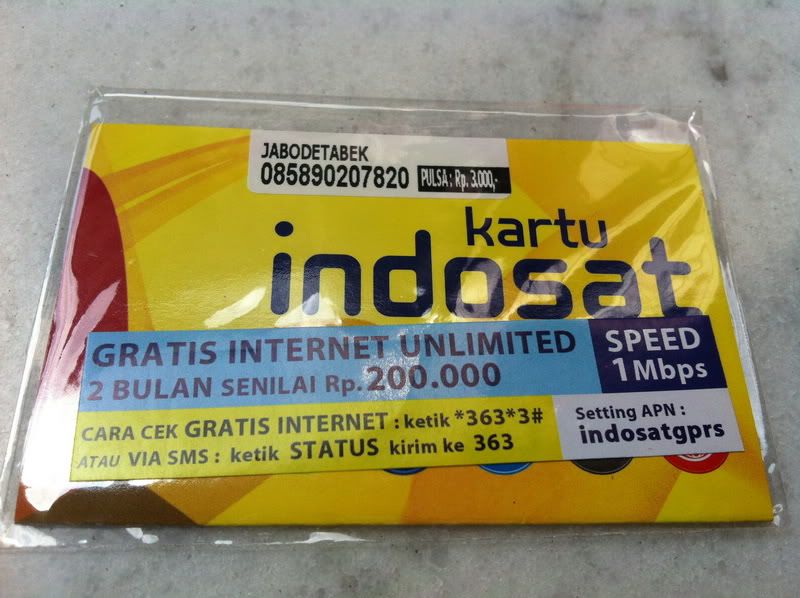 JABODETABEK
085890207820 PULSA : Rp. 3.000,-
kartu
indosat
GRATIS INTERNET UNLIMITED
2 BULAN SENILAI Rp.200.000
SPEED
1 Mbps
CARA CEK GRATIS INTERNET : ketik *363*3#
ATAU VIA SMS : ketik STATUS kirim ke 363
Setting APN :
indosatgprs